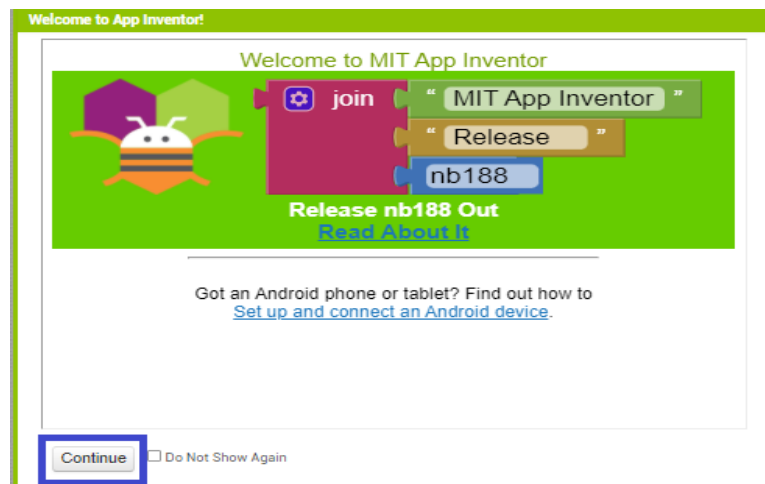 Welcome to App Inventor!
Welcome to MIT App Inventor
join " MIT App Inventor "
" Release "
nb188
Release nb188 Out
Read About It
Got an Android phone or tablet? Find out how to
Set up and connect an Android device.
Continue Do Not Show Again